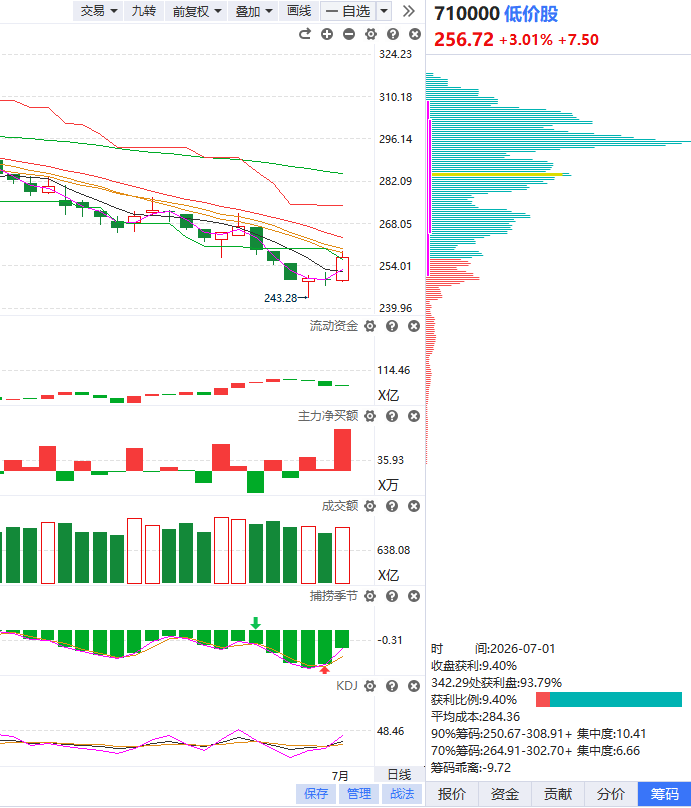 交易 九转 前复权 叠加 画线 一 自选
710000 低价股
256.72 +3.01% +7.50
324.23
310.18
296.14
282.09
268.05
254.01
243.28→
239.96
流动资金
114.46
X亿
主力净买额
35.93
X万
成交额
638.08
X亿
捕捞季节
-0.31
KDJ
48.46
7月 日线
保存 管理 战法
时 间:2026-07-01
收盘获利:9.40%
342.29处获利盘:93.79%
获利比例:9.40%
平均成本:284.36
90%筹码:250.67-308.91+ 集中度:10.41
70%筹码:264.91-302.70+ 集中度:6.66
筹码乖离:-9.72
报价 资金 贡献 分价 筹码